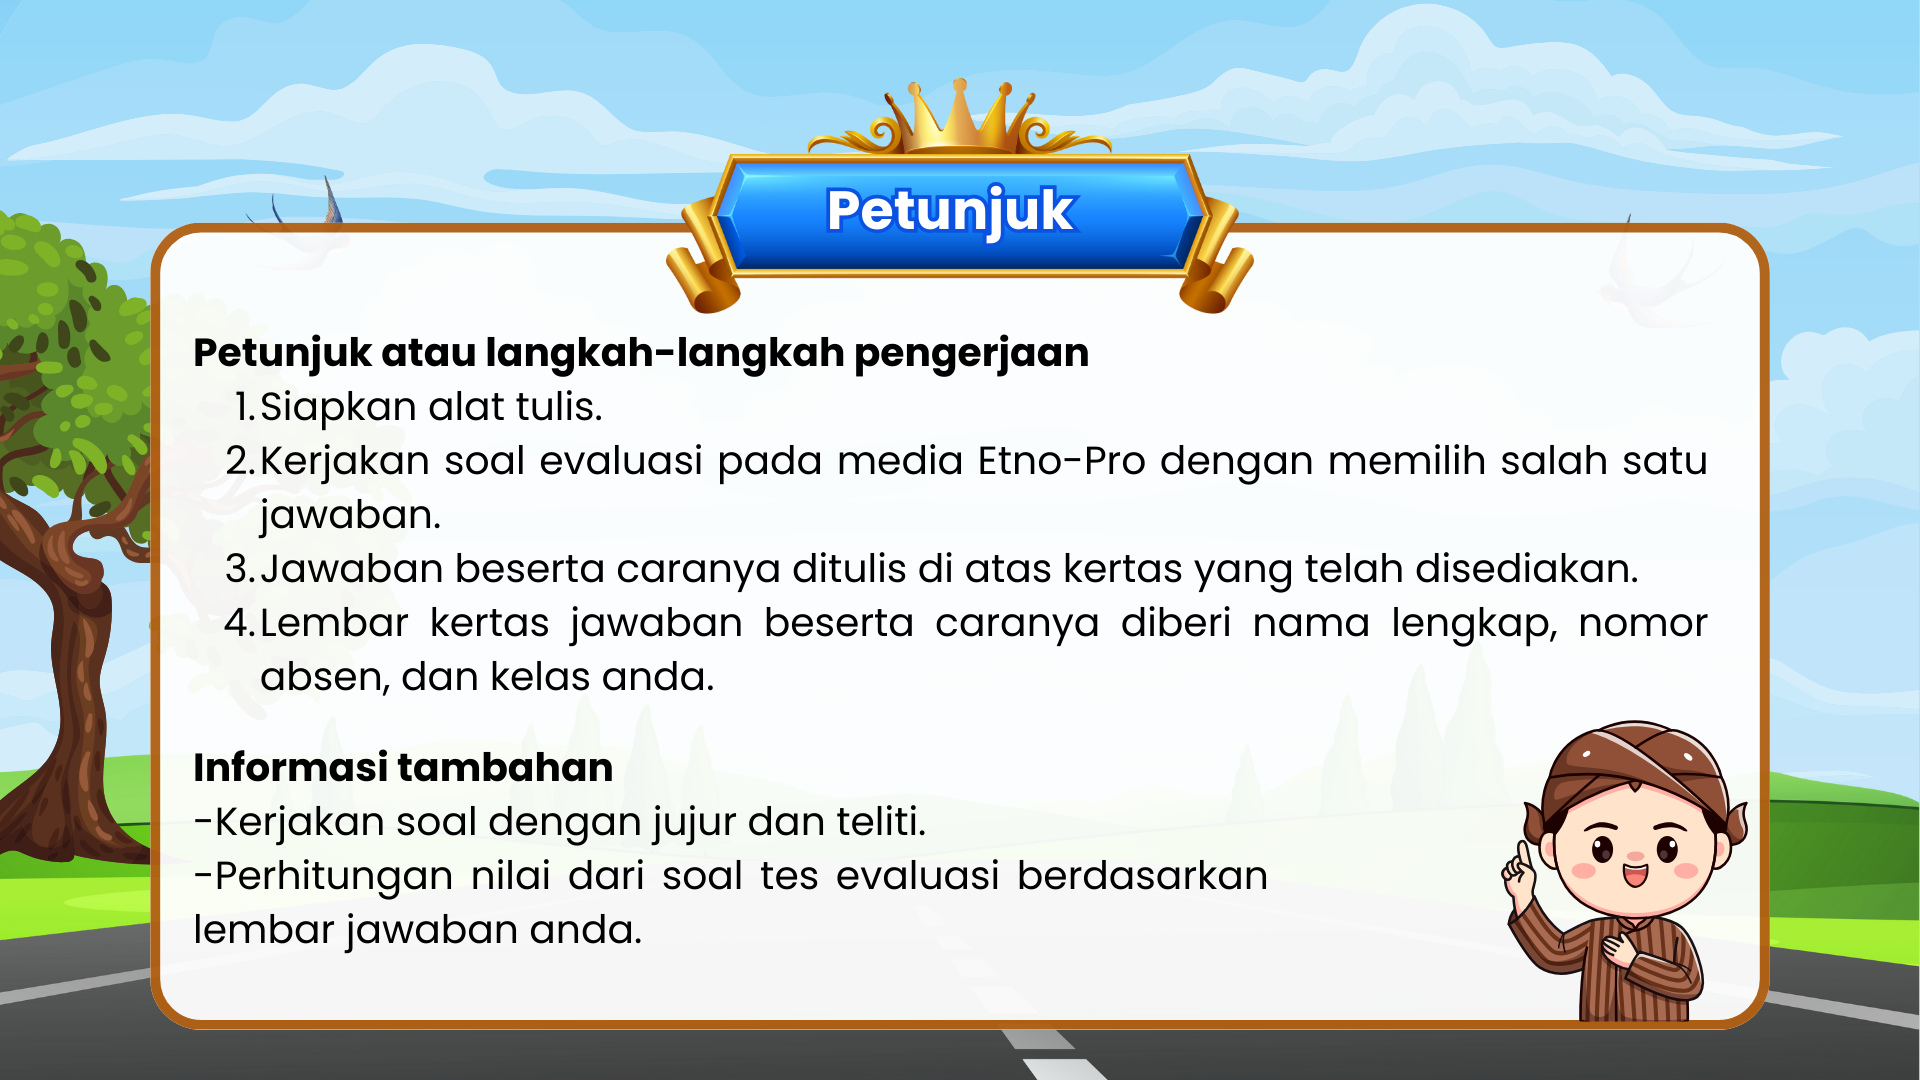 Petunjuk
Petunjuk atau langkah-langkah pengerjaan
1. Siapkan alat tulis.
2. Kerjakan soal evaluasi pada media Etno-Pro dengan memilih salah satu
jawaban.
3. Jawaban beserta caranya ditulis di atas kertas yang telah disediakan.
4. Lembar kertas jawaban beserta caranya diberi nama lengkap, nomor
absen, dan kelas anda.
Informasi tambahan
-Kerjakan soal dengan jujur dan teliti.
-Perhitungan nilai dari soal tes evaluasi berdasarkan
lembar jawaban anda.